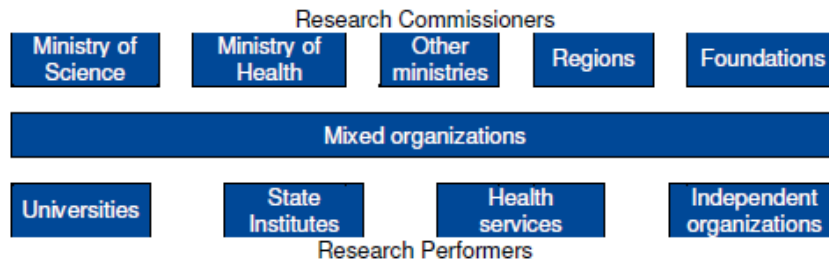 Research Commissioners
Ministry of Science
Ministry of Health
Other ministries
Regions
Foundations
Mixed organizations
Universities
State Institutes
Health services
Independent organizations
Research Performers